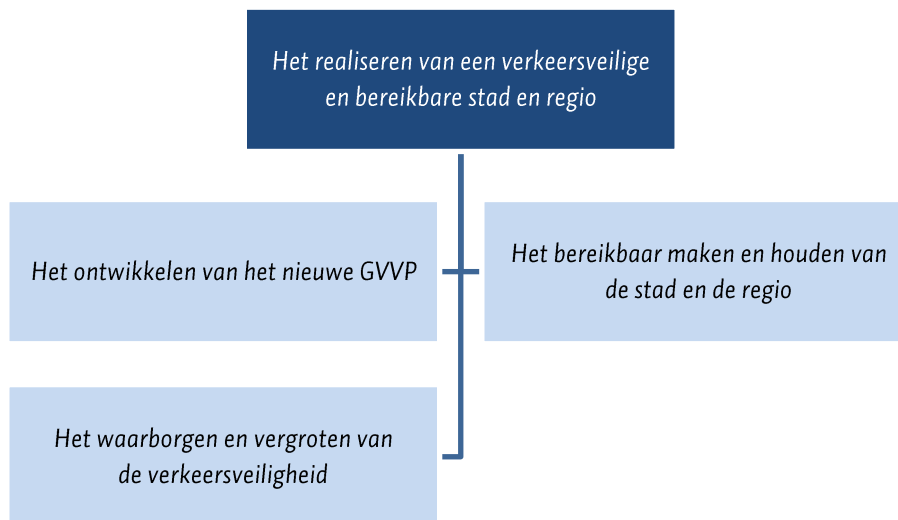 Het realiseren van een verkeersveilige
en bereikbare stad en regio
Het ontwikkelen van het nieuwe GVVP
Het bereikbaar maken en houden van
de stad en de regio
Het waarborgen en vergroten van
de verkeersveiligheid